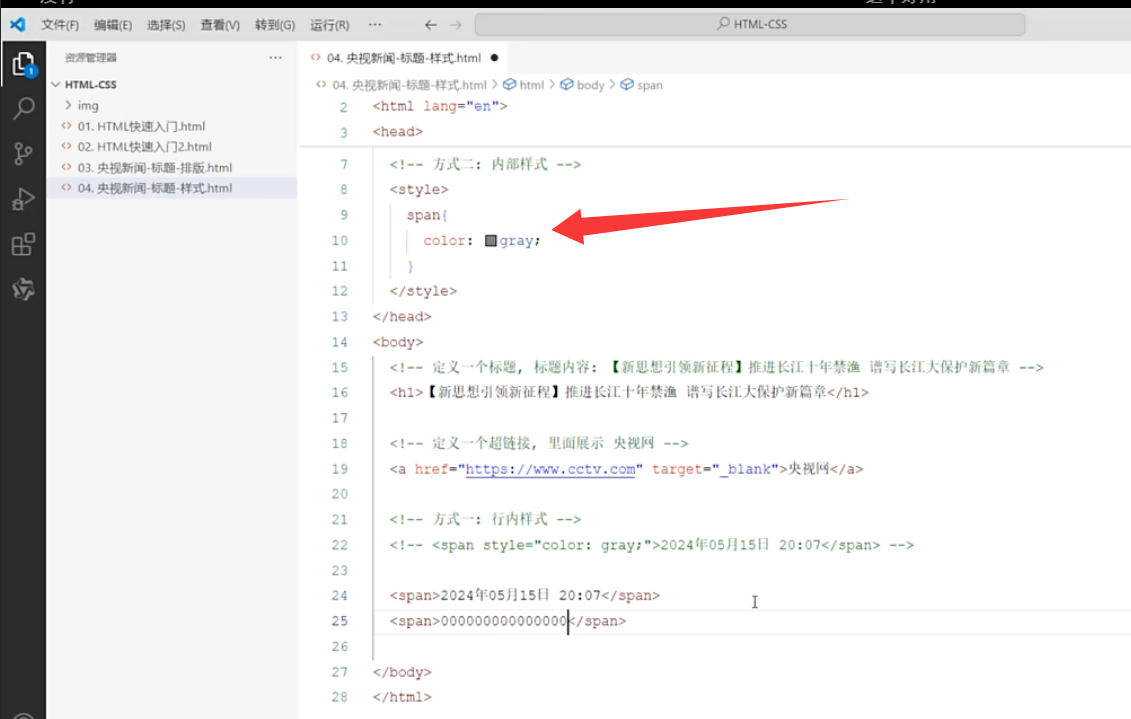 文件(F) 编辑(E) 选择(S) 查看(V) 转到(G) 运行(R) ··· ← → HTML-CSS
资源管理器 ···
HTML-CSS
img
01. HTML快速入门.html
02. HTML快速入门2.html
03. 央视新闻-标题-排版.html
04. 央视新闻-标题-样式.html
1
04. 央视新闻-标题-样式.html ●
04. 央视新闻-标题-样式.html > html > body > span
2 <html lang="en">
3 <head>
7 <!-- 方式二: 内部样式 -->
8 <style>
9 span{
10 color: gray;
11 }
12 </style>
13 </head>
14 <body>
15 <!-- 定义一个标题, 标题内容: 【新思想引领新征程】推进长江十年禁渔 谱写长江大保护新篇章 -->
16 <h1>【新思想引领新征程】推进长江十年禁渔 谱写长江大保护新篇章</h1>
17
18 <!-- 定义一个超链接, 里面展示 央视网 -->
19 <a href="https://www.cctv.com" target="_blank">央视网</a>
20
21 <!-- 方式一: 行内样式 -->
22 <!-- <span style="color: gray;">2024年05月15日 20:07</span> -->
23
24 <span>2024年05月15日 20:07</span>
25 <span>000000000000000</span>
26
27 </body>
28 </html>